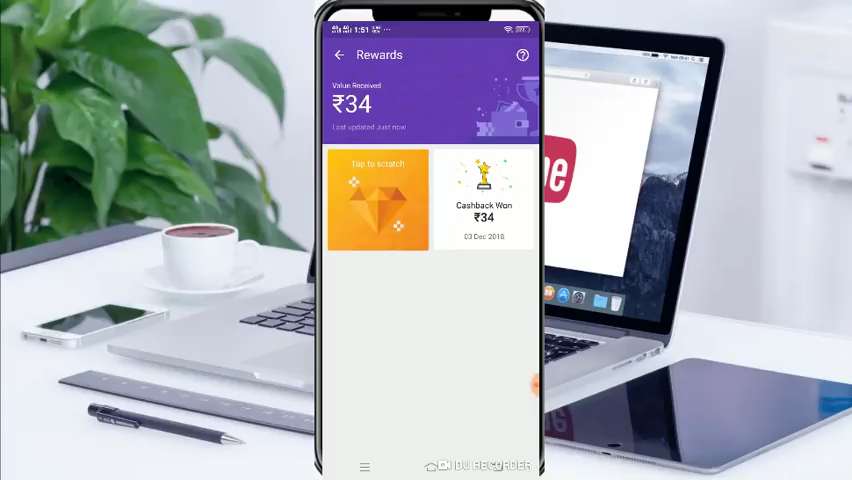 1:51
Rewards
Value Received
₹34
Last updated Just now
Tap to scratch
Cashback Won
₹34
03 Dec 2018
DU RECORDER